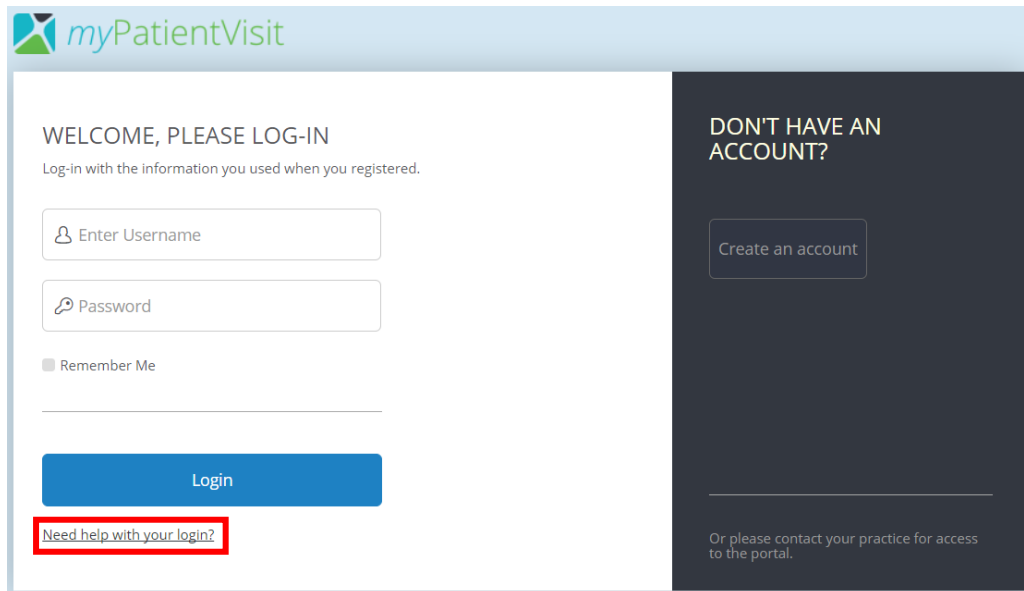 myPatientVisit
WELCOME, PLEASE LOG-IN
Log-in with the information you used when you registered.
Enter Username
Password
Remember Me
Login
Need help with your login?
DON'T HAVE AN
ACCOUNT?
Create an account
Or please contact your practice for access
to the portal.